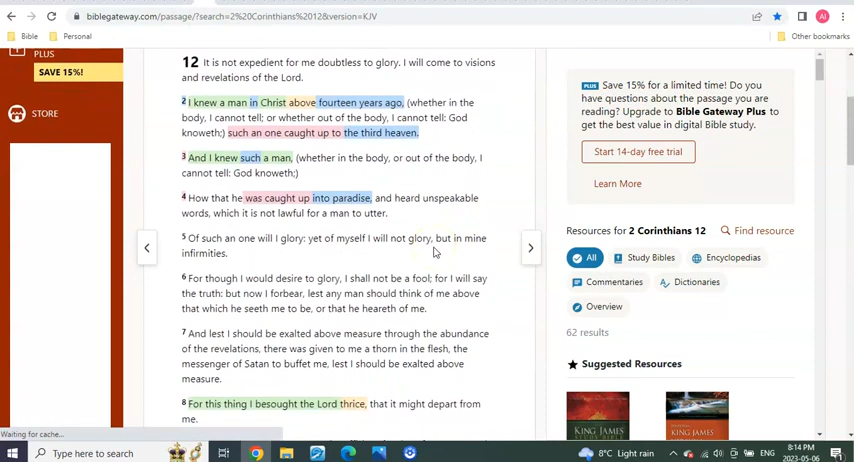 biblegateway.com/passage/?search=2%20Corinthians%2012&version=KJV
AI
Bible
Personal
Other bookmarks
PLUS
SAVE 15%!
STORE
12 It is not expedient for me doubtless to glory. I will come to visions
and revelations of the Lord.
2 I knew a man in Christ above fourteen years ago, (whether in the
body, I cannot tell; or whether out of the body, I cannot tell: God
knoweth;) such an one caught up to the third heaven.
3 And I knew such a man, (whether in the body, or out of the body, I
cannot tell: God knoweth;)
4 How that he was caught up into paradise, and heard unspeakable
words, which it is not lawful for a man to utter.
5 Of such an one will I glory: yet of myself I will not glory, but in mine
infirmities.
6 For though I would desire to glory, I shall not be a fool; for I will say
the truth: but now I forbear, lest any man should think of me above
that which he seeth me to be, or that he heareth of me.
7 And lest I should be exalted above measure through the abundance
of the revelations, there was given to me a thorn in the flesh, the
messenger of Satan to buffet me, lest I should be exalted above
measure.
8 For this thing I besought the Lord thrice, that it might depart from
me.
PLUS Save 15% for a limited time! Do you
have questions about the passage you are
reading? Upgrade to Bible Gateway Plus to
get the best value in digital Bible study.
Start 14-day free trial
Learn More
Resources for 2 Corinthians 12
Find resource
All
Study Bibles
Encyclopedias
Commentaries
Dictionaries
Overview
62 results
Suggested Resources
KING JAMES
KING JAMES
Waiting for cache...
Type here to search
8°C Light rain
ENG
8:14 PM
2023-05-06